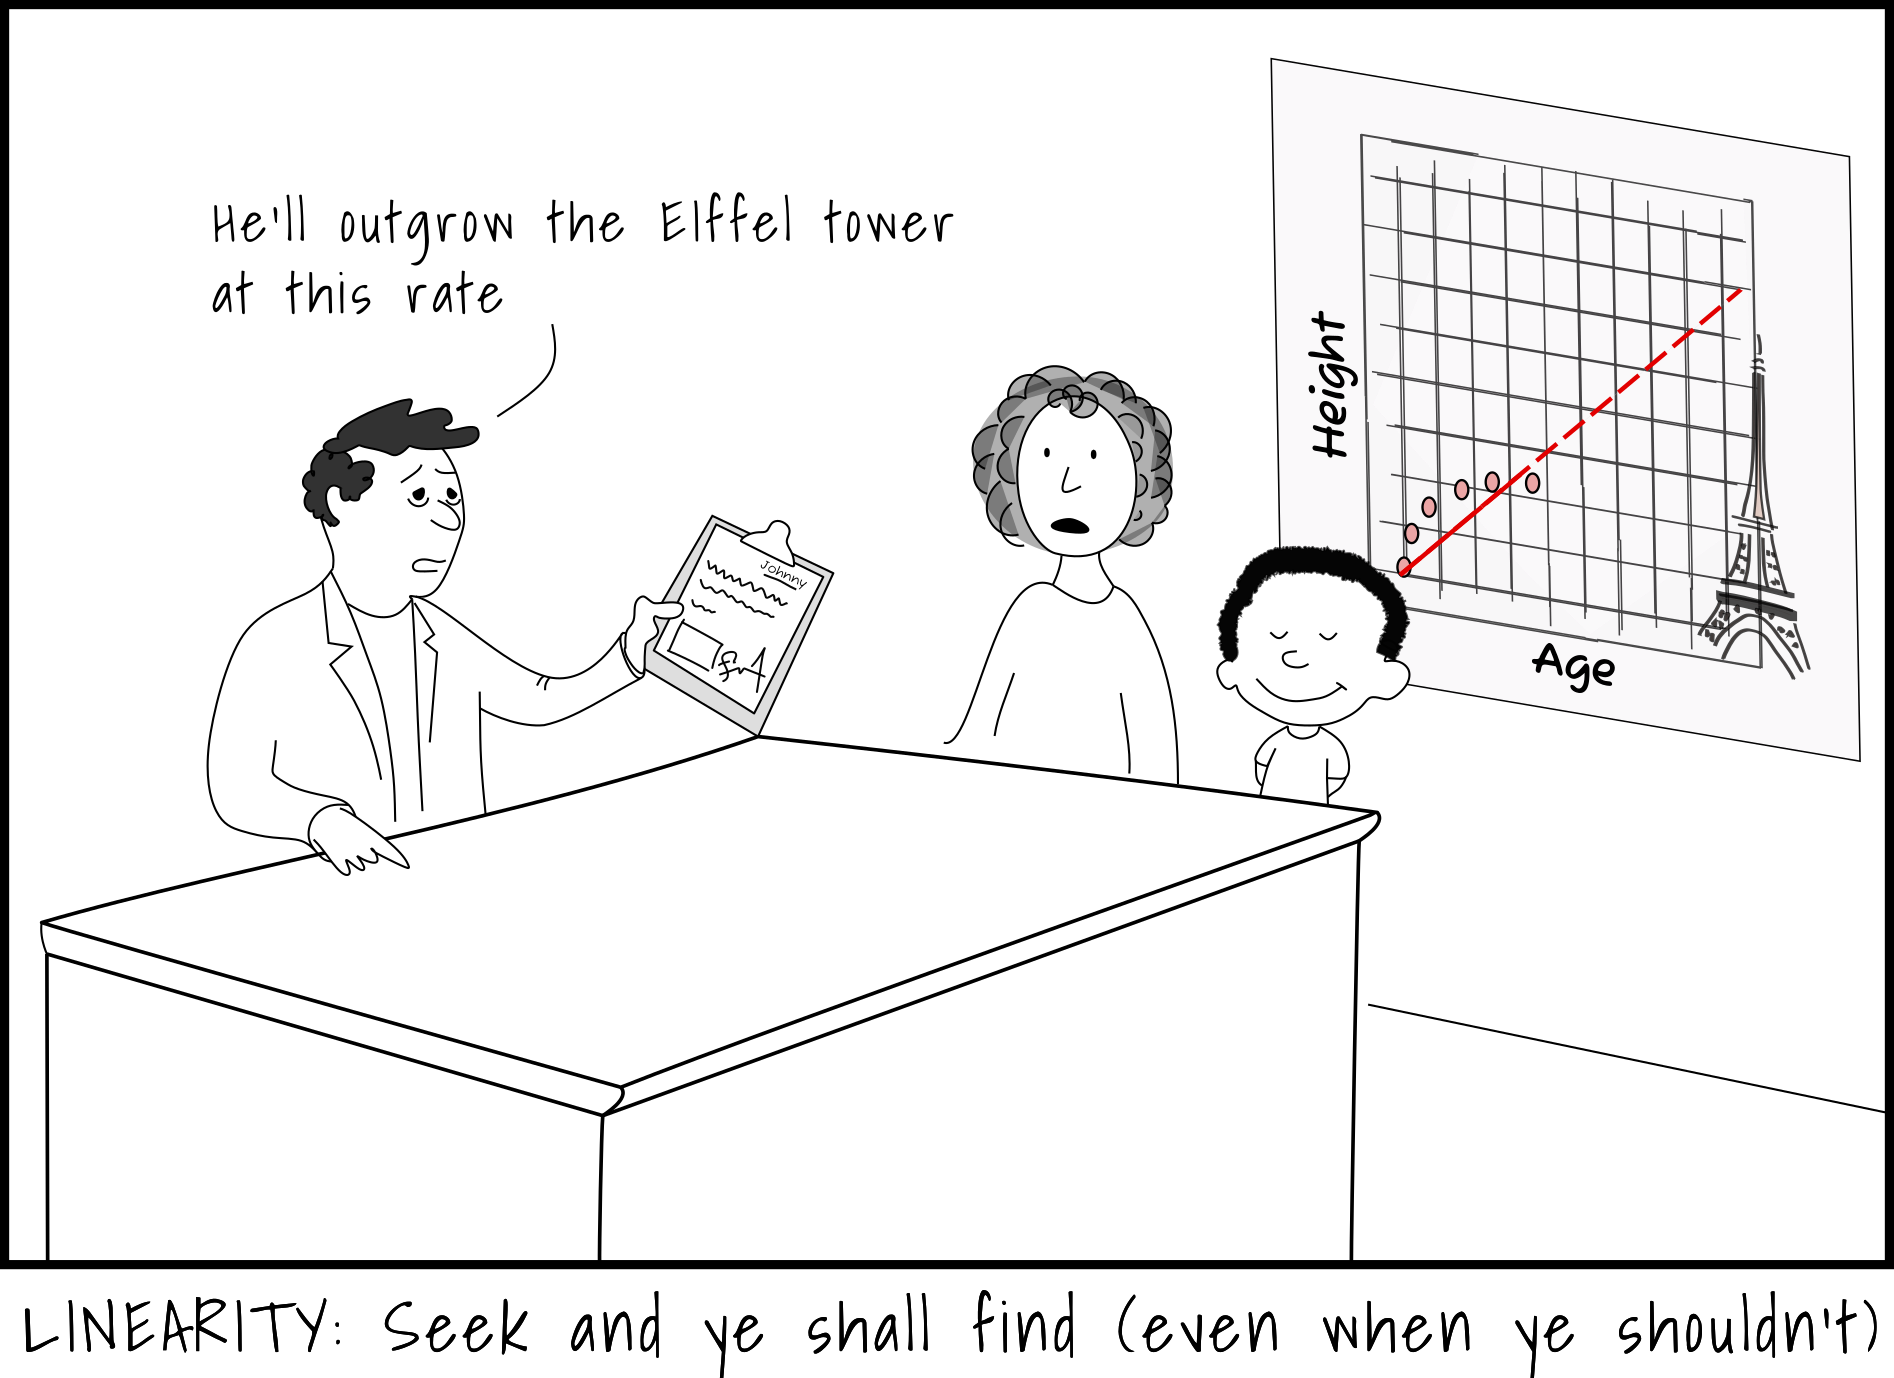 He'll outgrow the EIffel tower
at this rate
Johnny
Height
Age
LINEARITY: Seek and ye shall find (even when ye shouldn't)